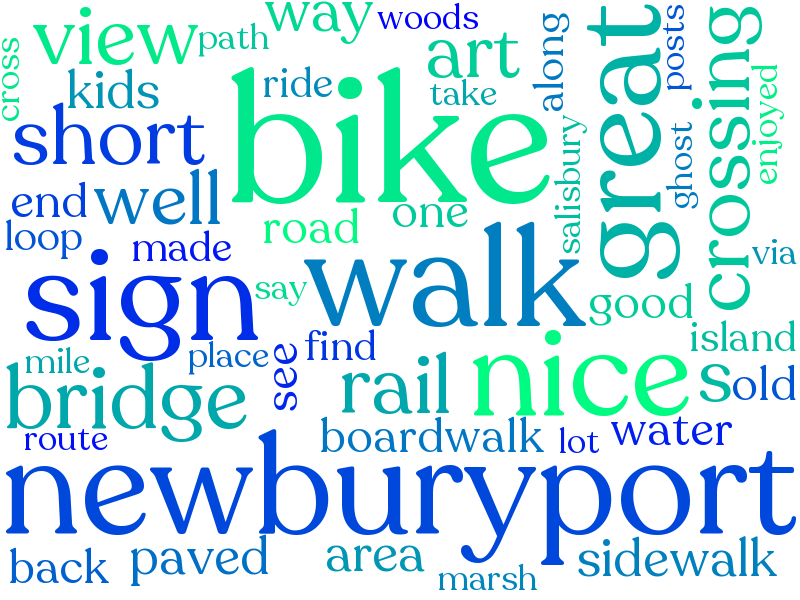 cross
view
path
way
woods
art
along
great
posts
crossing
kids
ride
take
bike
short
enjoyed
ghost
salisbury
end
well
one
road
loop
made
via
sign
walk
say
good
island
mile
place
see
find
nice
s
old
bridge
rail
route
boardwalk
lot
water
newburyport
back
paved
area
marsh
sidewalk